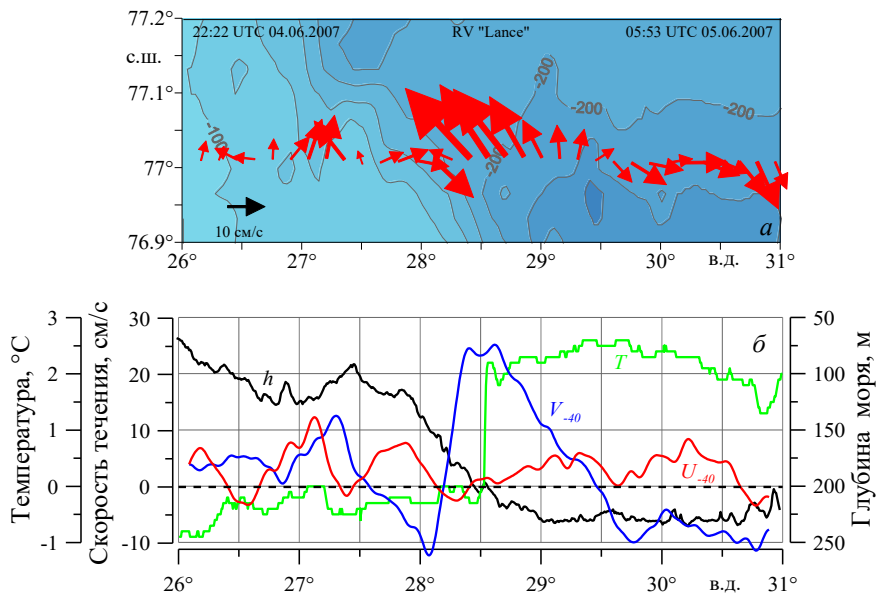 77.2°
22:22 UTC 04.06.2007 RV "Lance" 05:53 UTC 05.06.2007
с.ш.
77.1°
-200
-200 -200
-100
-20
77°
10 см/с
а
76.9°
26° 27° 28° 29° 30° в.д. 31°
3 30 50
б
h T
2 20 100
V-40
1 10 150
U-40
0 0 200
-1 -10 250
Температура, °C
Скорость течения, см/с
Глубина моря, м
26° 27° 28° 29° 30° в.д. 31°